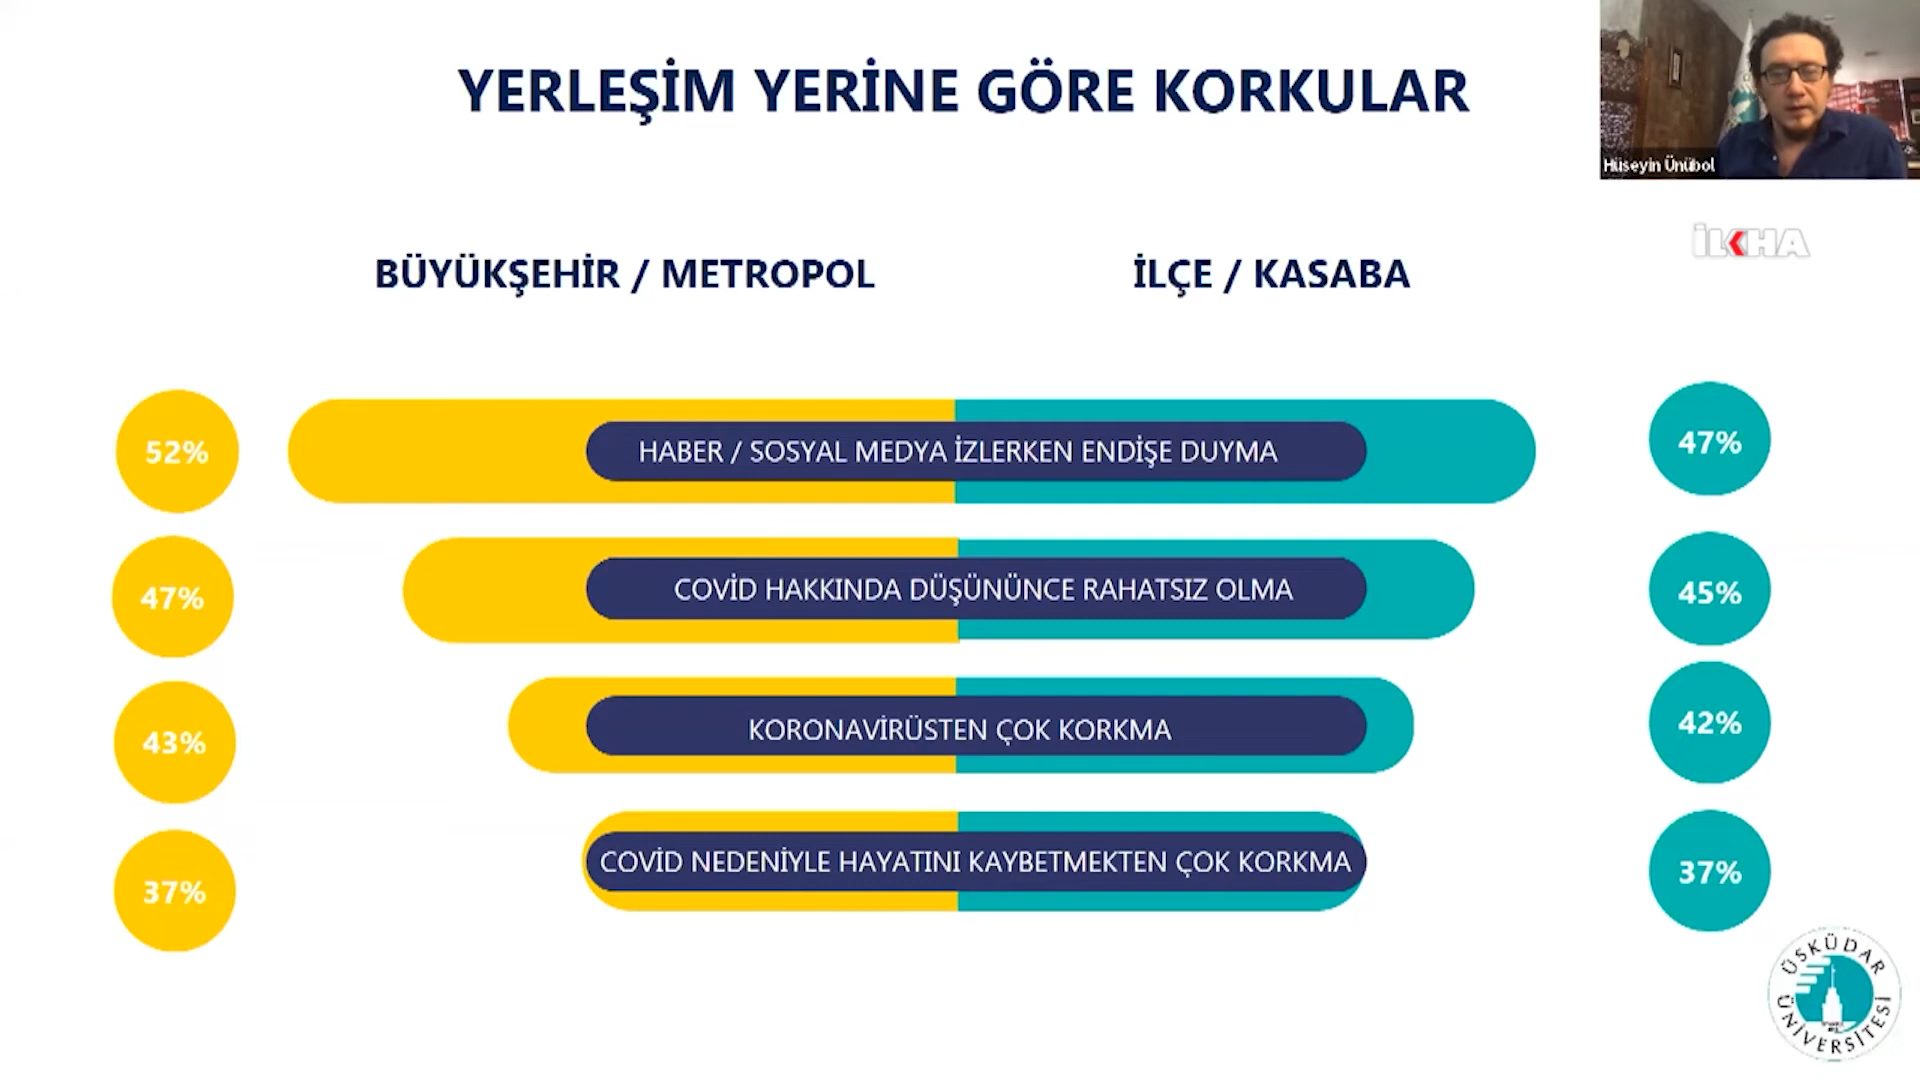 YERLEŞİM YERİNE GÖRE KORKULAR
Hüseyin Ünübol
İLKHA
BÜYÜKŞEHİR / METROPOL
İLÇE / KASABA
52%
HABER / SOSYAL MEDYA İZLERKEN ENDİŞE DUYMA
47%
47%
COVİD HAKKINDA DÜŞÜNÜNCE RAHATSIZ OLMA
45%
43%
KORONAVİRÜSTEN ÇOK KORKMA
42%
37%
COVİD NEDENİYLE HAYATINI KAYBETMEKTEN ÇOK KORKMA
37%
ÜSKÜDAR
ÜNİVERSİTESİ